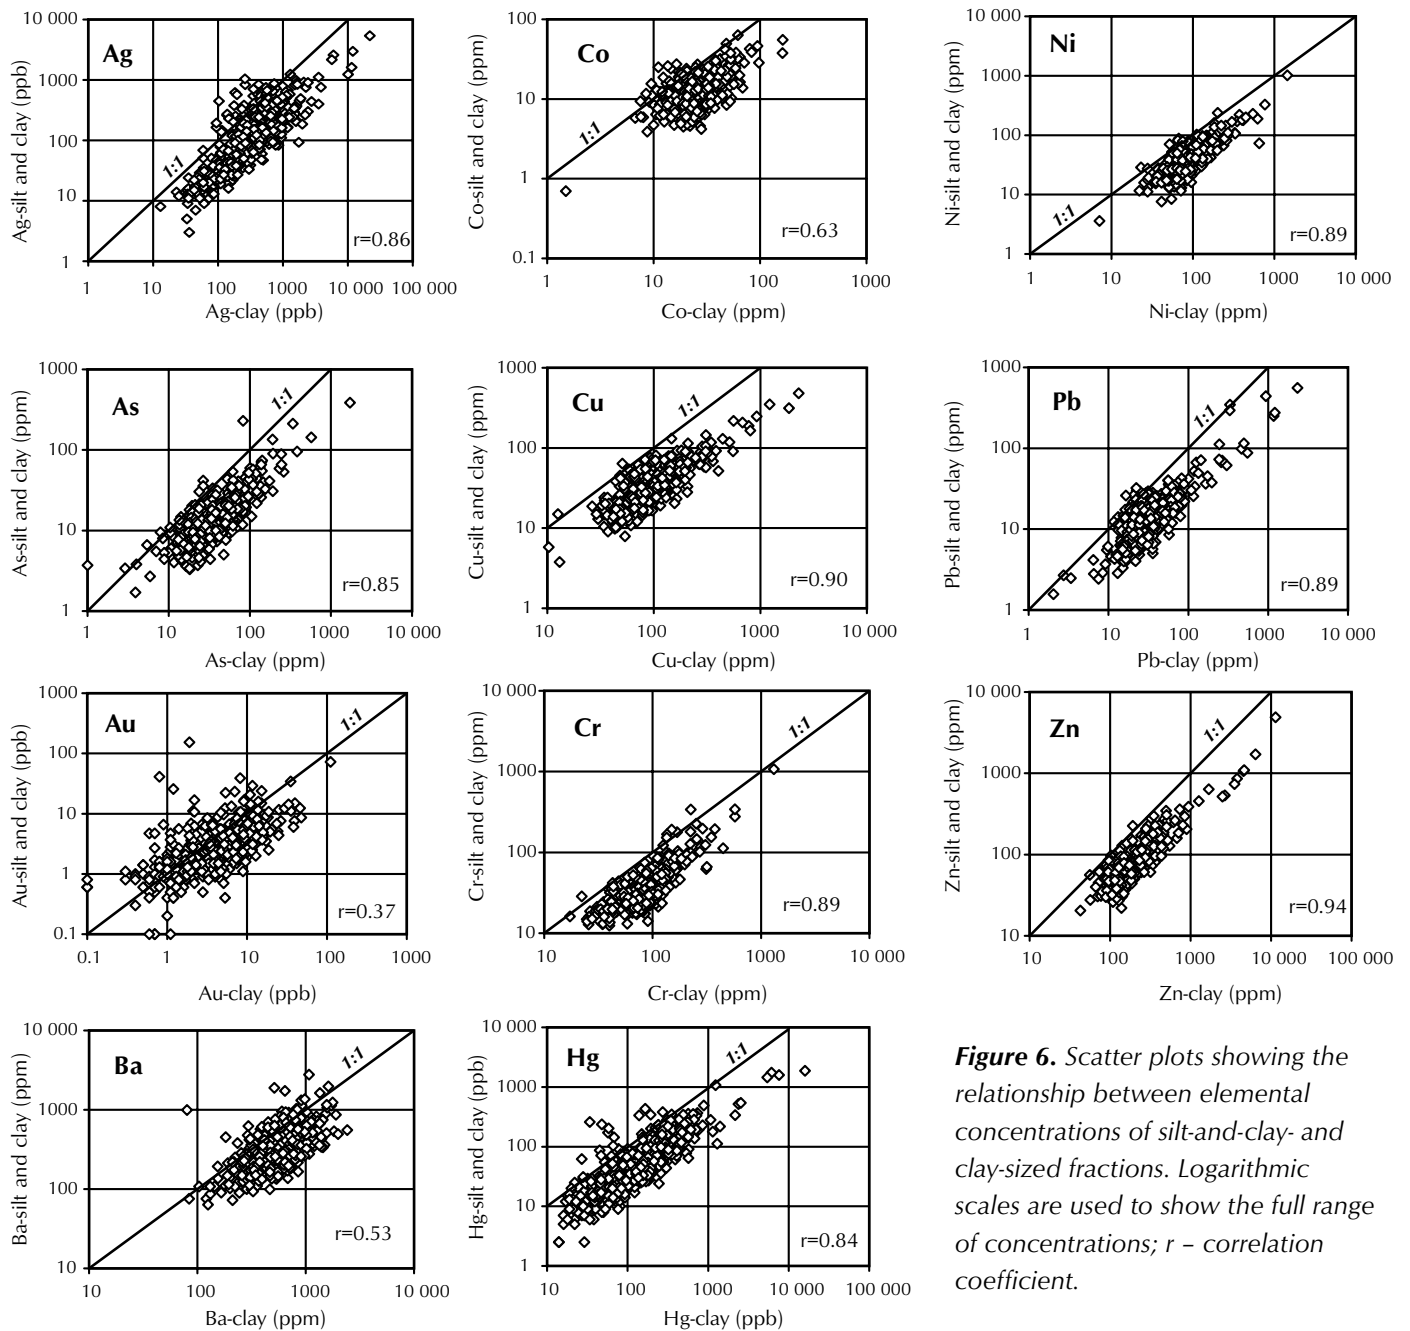 Ag
10 000
1000
100
10
1
Ag-silt and clay (ppb)
1:1
r=0.86
1 10 100 1000 10 000 100 000
Ag-clay (ppb)
Co
100
10
1
0.1
Co-silt and clay (ppm)
1:1
r=0.63
1 10 100 1000
Co-clay (ppm)
Ni
10 000
1000
100
10
1
Ni-silt and clay (ppm)
1:1
r=0.89
1 10 100 1000 10 000
Ni-clay (ppm)
As
1000
100
10
1
As-silt and clay (ppm)
1:1
r=0.85
1 10 100 1000 10 000
As-clay (ppm)
Cu
1000
100
10
1
Cu-silt and clay (ppm)
1:1
r=0.90
10 100 1000 10 000
Cu-clay (ppm)
Pb
1000
100
10
1
Pb-silt and clay (ppm)
1:1
r=0.89
1 10 100 1000 10 000
Pb-clay (ppm)
Au
1000
100
10
1
0.1
Au-silt and clay (ppb)
1:1
r=0.37
0.1 1 10 100 1000
Au-clay (ppb)
Cr
10 000
1000
100
10
Cr-silt and clay (ppm)
1:1
r=0.89
10 100 1000 10 000
Cr-clay (ppm)
Zn
10 000
1000
100
10
Zn-silt and clay (ppm)
1:1
r=0.94
10 100 1000 10 000 100 000
Zn-clay (ppm)
Ba
10 000
1000
100
10
Ba-silt and clay (ppm)
1:1
r=0.53
10 100 1000 10 000
Ba-clay (ppm)
Hg
10 000
1000
100
10
1
Hg-silt and clay (ppb)
1:1
r=0.84
10 100 1000 10 000 100 000
Hg-clay (ppb)
Figure 6. Scatter plots showing the
relationship between elemental
concentrations of silt-and-clay- and
clay-sized fractions. Logarithmic
scales are used to show the full range
of concentrations; r – correlation
coefficient.